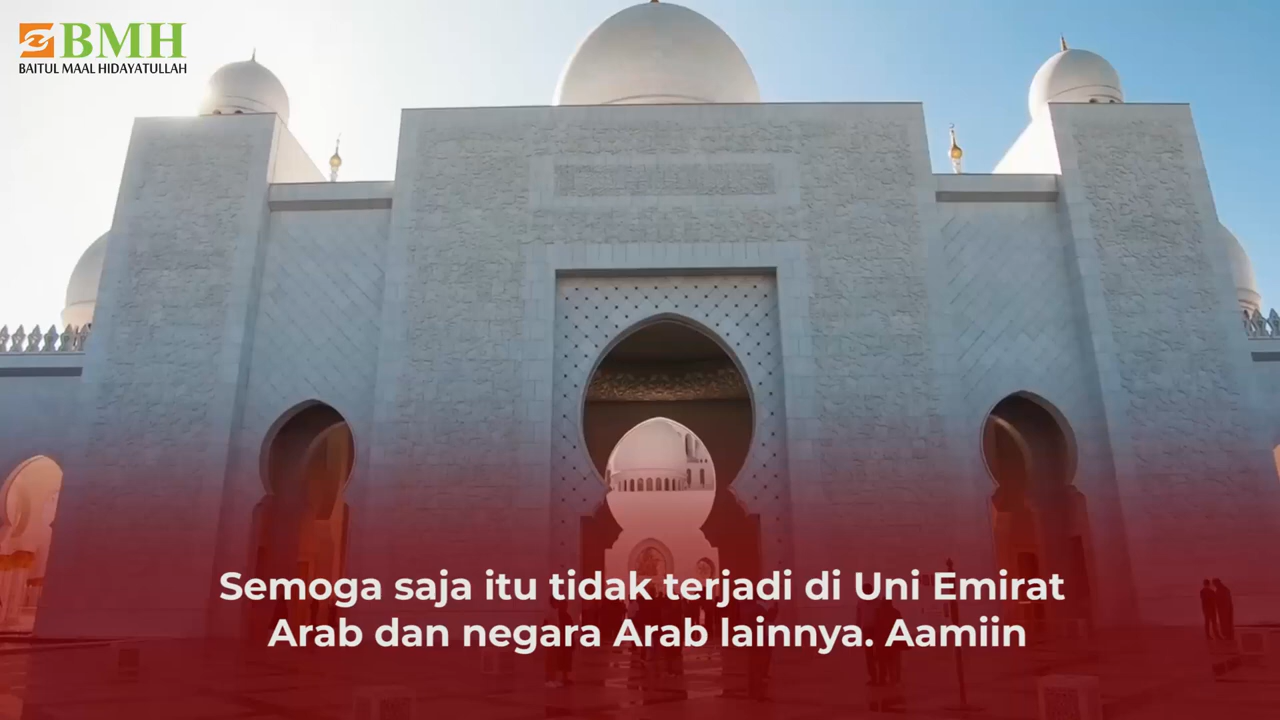 BMH
BAITUL MAAL HIDAYATULLAH
Semoga saja itu tidak terjadi di Uni Emirat
Arab dan negara Arab lainnya. Aamiin